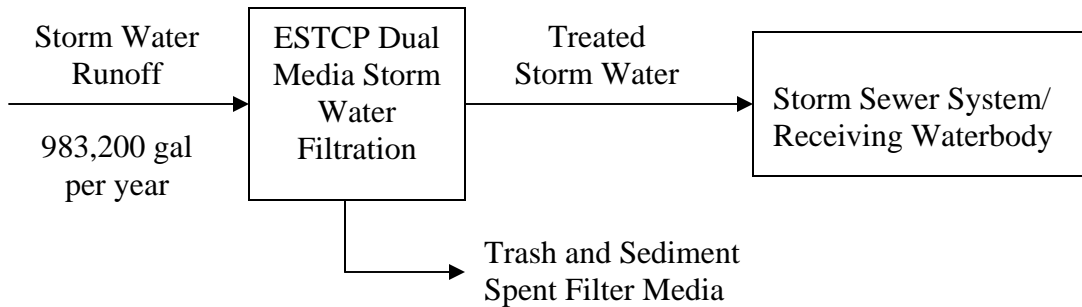 Storm Water
Runoff
983,200 gal
per year
ESTCP Dual
Media Storm
Water
Filtration
Treated
Storm Water
Storm Sewer System/
Receiving Waterbody
Trash and Sediment
Spent Filter Media